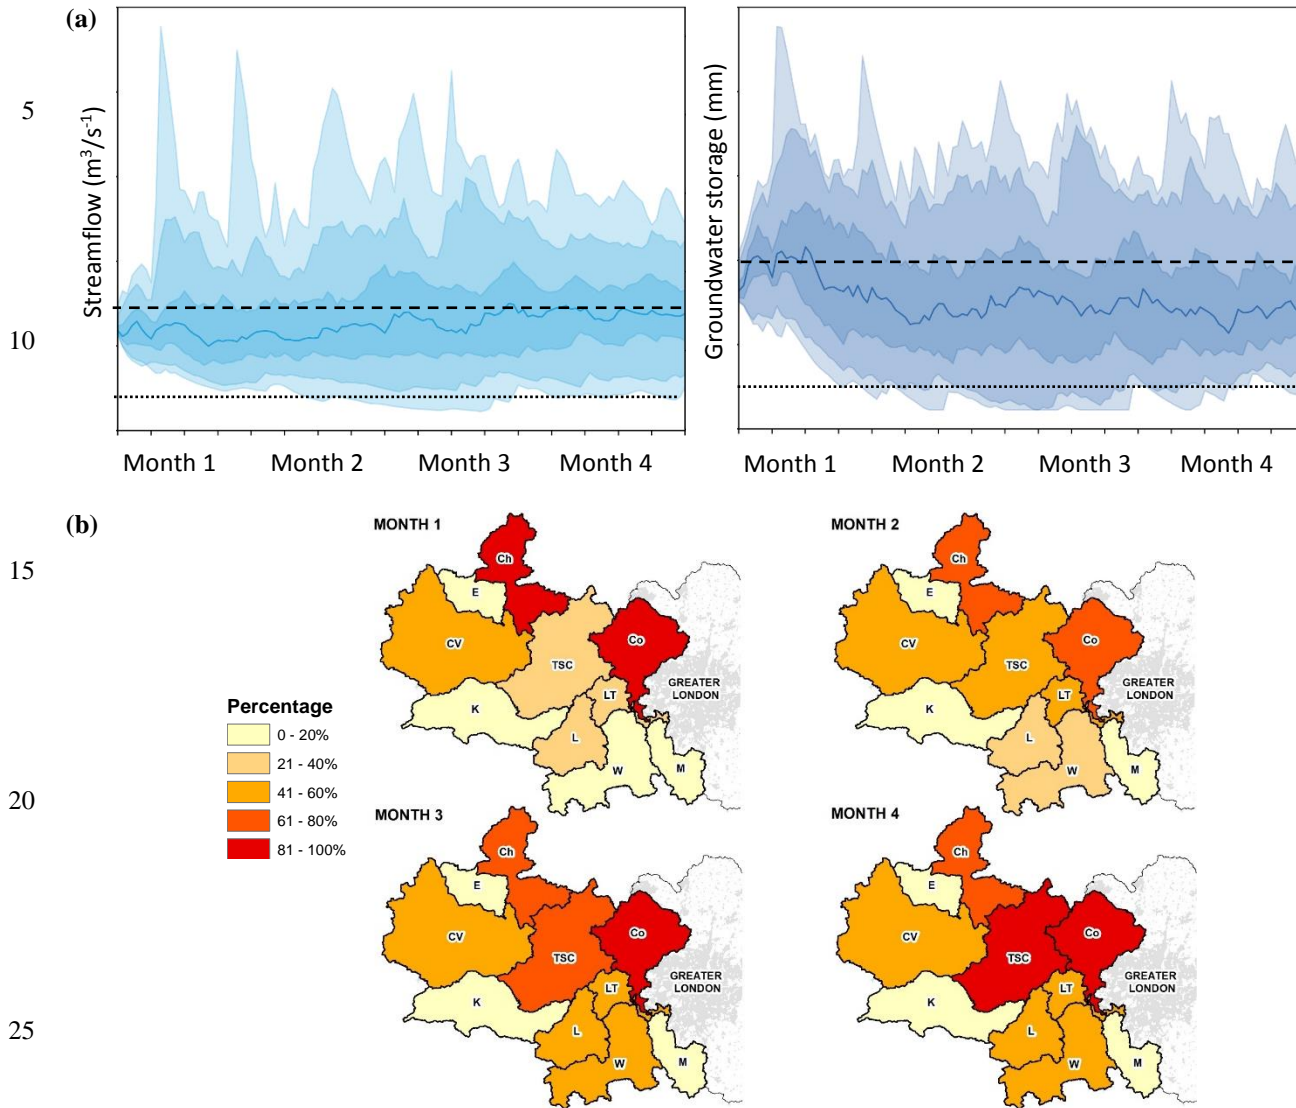 (a)
5
10
Streamflow (m³/s⁻¹)
Month 1 Month 2 Month 3 Month 4
Groundwater storage (mm)
Month 1 Month 2 Month 3 Month 4
(b)
15
20
25
MONTH 1
Ch
E
CV
TSC
Co
GREATER
LONDON
LT
K
L
W
M
MONTH 2
Ch
E
CV
TSC
Co
GREATER
LONDON
LT
K
L
W
M
Percentage
0 - 20%
21 - 40%
41 - 60%
61 - 80%
81 - 100%
MONTH 3
Ch
E
CV
TSC
Co
GREATER
LONDON
LT
K
L
W
M
MONTH 4
Ch
E
CV
TSC
Co
GREATER
LONDON
LT
K
L
W
M